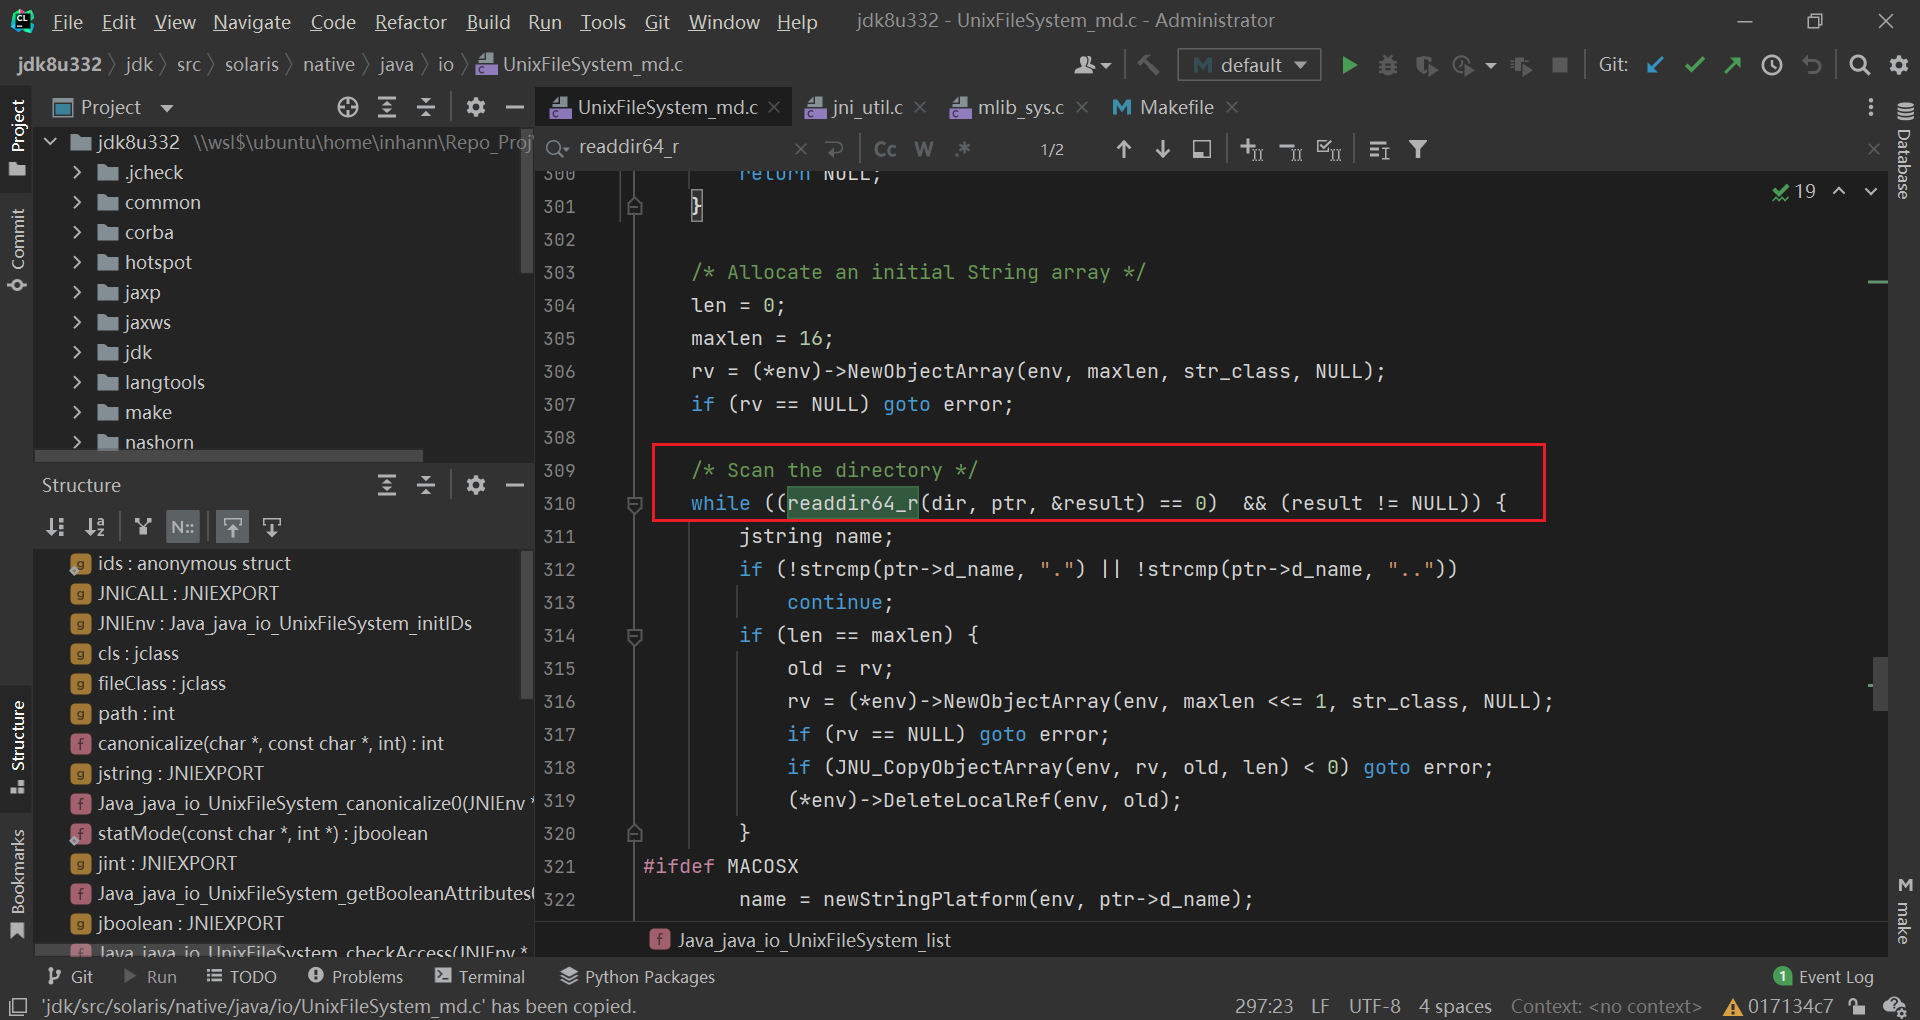 File Edit View Navigate Code Refactor Build Run Tools Git Window Help jdk8u332 - UnixFileSystem_md.c - Administrator
jdk8u332 jdk src solaris native java io UnixFileSystem_md.c default Git:
Project
UnixFileSystem_md.c jni_util.c mlib_sys.c Makefile
jdk8u332 \\wsl$\ubuntu\home\inhann\Repo_Proj
.jcheck
common
corba
hotspot
jaxp
jaxws
jdk
langtools
make
nashorn
readdir64_r Cc W .* 1/2
19
Structure
ids : anonymous struct
JNICALL : JNIEXPORT
JNIEnv : Java_java_io_UnixFileSystem_initIDs
cls : jclass
fileClass : jclass
path : int
canonicalize(char *, const char *, int) : int
jstring : JNIEXPORT
Java_java_io_UnixFileSystem_canonicalize0(JNIEnv *
statMode(const char *, int *) : jboolean
jint : JNIEXPORT
Java_java_io_UnixFileSystem_getBooleanAttributes0
jboolean : JNIEXPORT
Java_java_io_UnixFileSystem_checkAccess(JNIEnv *
300 return NULL;
301 }
302
303 /* Allocate an initial String array */
304 len = 0;
305 maxlen = 16;
306 rv = (*env)->NewObjectArray(env, maxlen, str_class, NULL);
307 if (rv == NULL) goto error;
308
309 /* Scan the directory */
310 while ((readdir64_r(dir, ptr, &result) == 0)  && (result != NULL)) {
311 jstring name;
312 if (!strcmp(ptr->d_name, ".") || !strcmp(ptr->d_name, ".."))
313 continue;
314 if (len == maxlen) {
315 old = rv;
316 rv = (*env)->NewObjectArray(env, maxlen <<= 1, str_class, NULL);
317 if (rv == NULL) goto error;
318 if (JNU_CopyObjectArray(env, rv, old, len) < 0) goto error;
319 (*env)->DeleteLocalRef(env, old);
320 }
321 #ifdef MACOSX
322 name = newStringPlatform(env, ptr->d_name);
Java_java_io_UnixFileSystem_list
Project
Commit
Structure
Bookmarks
Database
make
Git Run TODO Problems Terminal Python Packages 1 Event Log
'jdk/src/solaris/native/java/io/UnixFileSystem_md.c' has been copied. 297:23 LF UTF-8 4 spaces Context: <no context> 017134c7